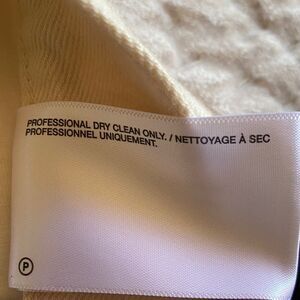 PROFESSIONAL DRY CLEAN ONLY. / NETTOYAGE À SEC
PROFESSIONNEL UNIQUEMENT.
P